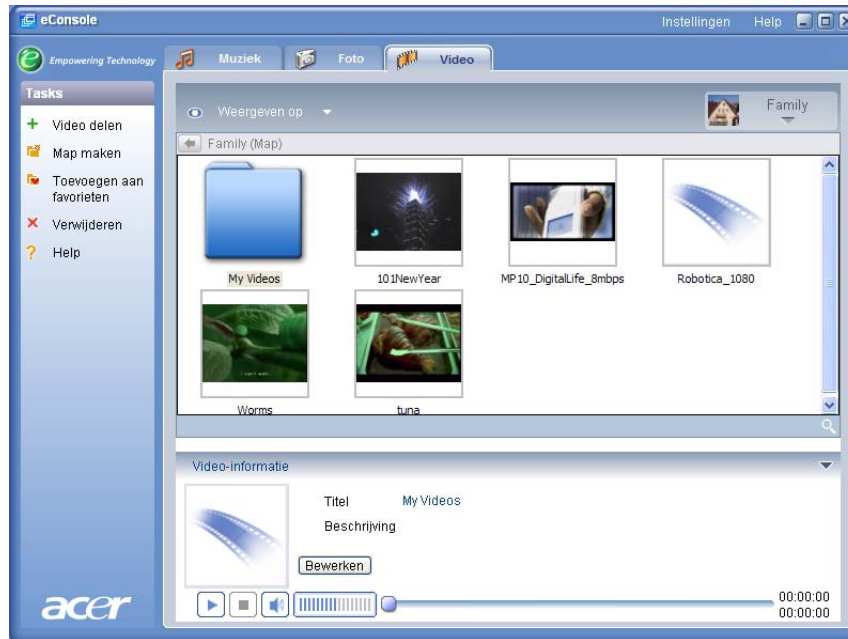 eConsole
Instellingen Help
Empowering Technology
Muziek Foto Video
Tasks
Video delen
Map maken
Toevoegen aan
favorieten
Verwijderen
Help
Weergeven op
Family
Family (Map)
My Videos 101NewYear MP10_DigitalLife_8mbps Robotica_1080
Worms tuna
Video-informatie
Titel My Videos
Beschrijving
Bewerken
00:00:00
00:00:00
acer